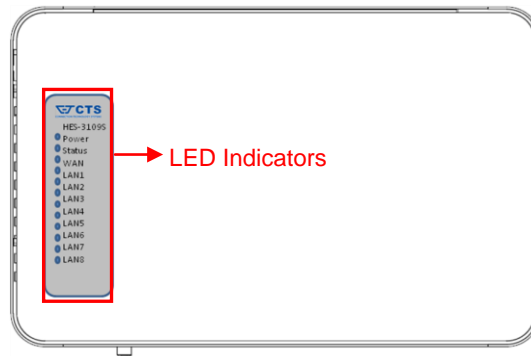 CTS
HES-3109S
Power
Status
WAN
LAN1
LAN2
LAN3
LAN4
LAN5
LAN6
LAN7
LAN8
LED Indicators